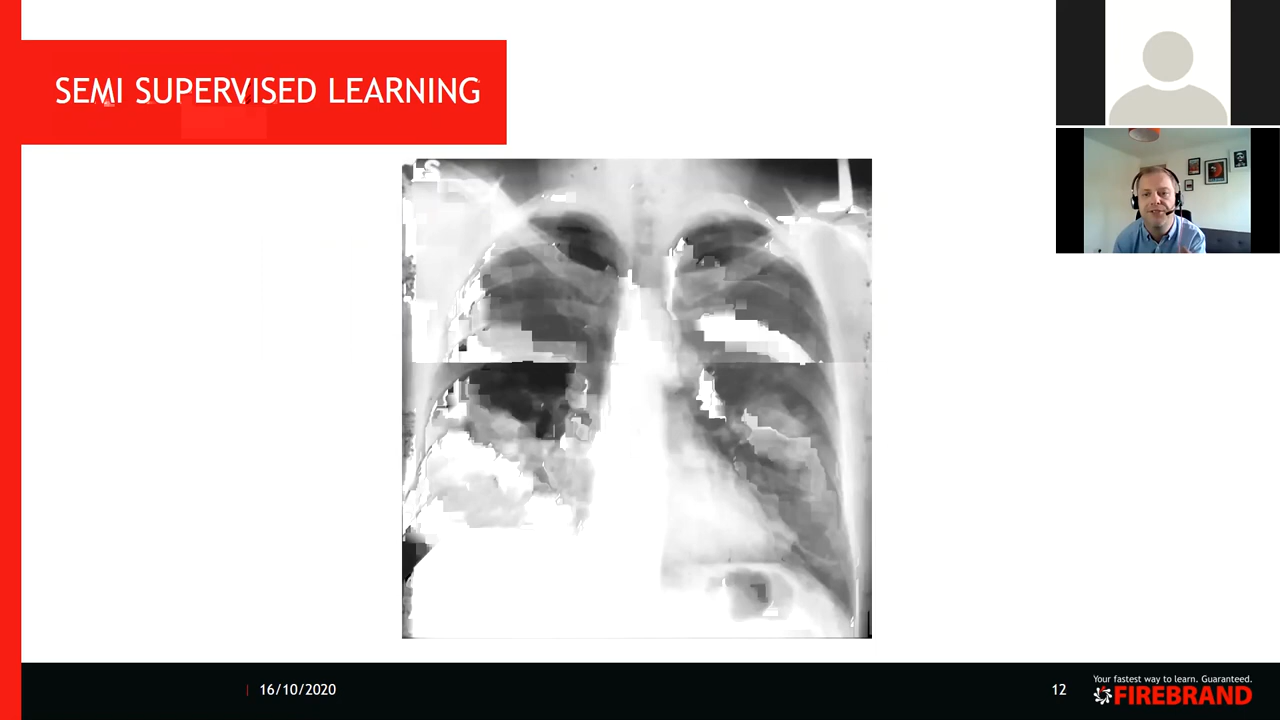 SEMI SUPERVISED LEARNING
16/10/2020
12
Your fastest way to learn. Guaranteed.
FIREBRAND